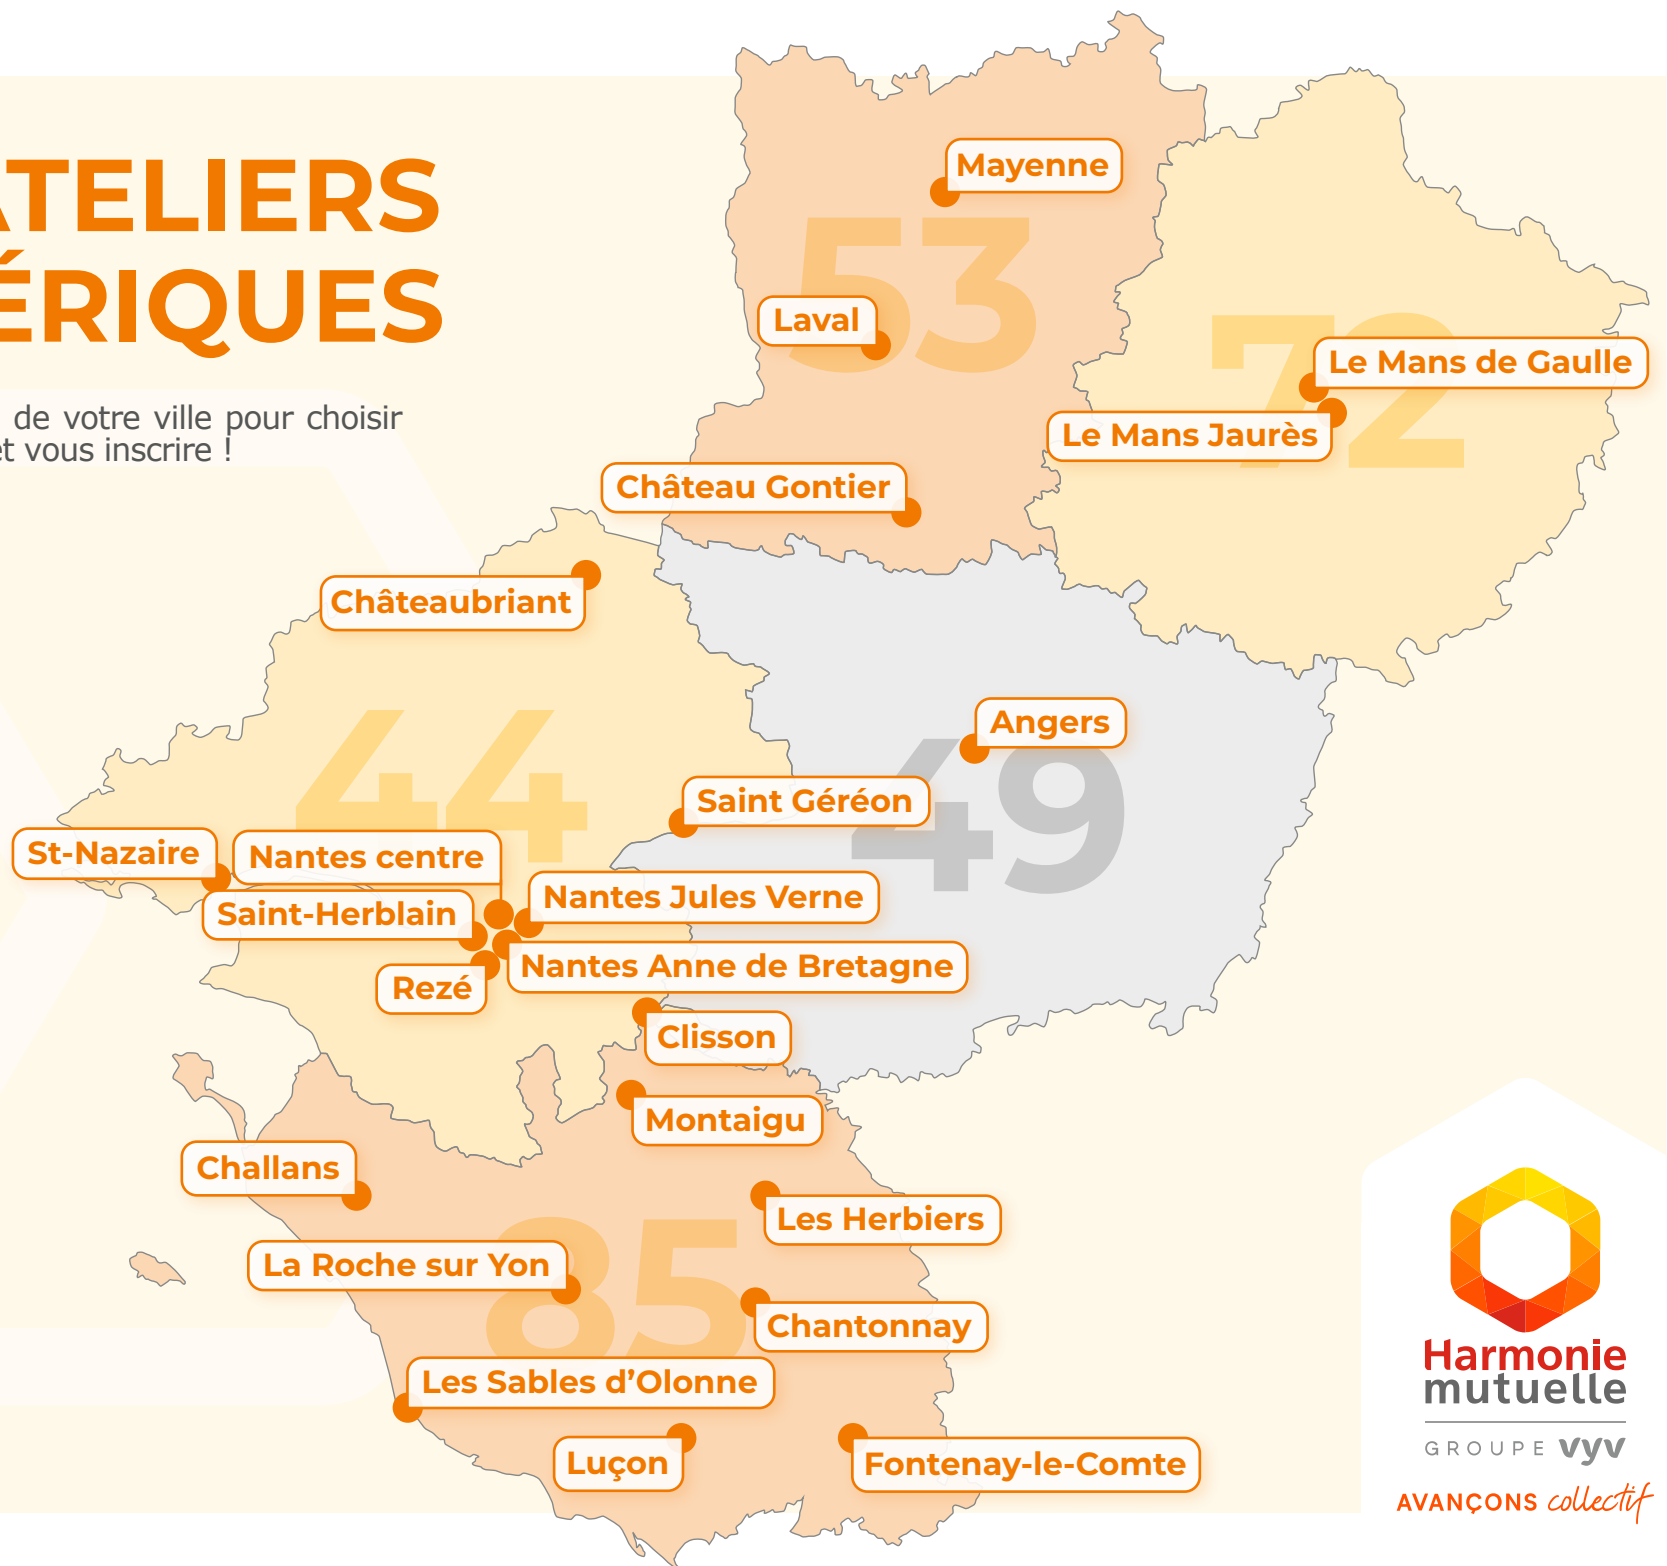 ATELIERS
ÉRIQUES
de votre ville pour choisir
et vous inscrire !
53
Mayenne
Laval
Château Gontier
72
Le Mans de Gaulle
Le Mans Jaurès
44
Châteaubriant
Saint Géréon
St-Nazaire
Nantes centre
Saint-Herblain
Nantes Jules Verne
Nantes Anne de Bretagne
Rezé
Clisson
49
Angers
85
Montaigu
Challans
Les Herbiers
La Roche sur Yon
Chantonnay
Les Sables d’Olonne
Luçon
Fontenay-le-Comte
Harmonie
mutuelle
GROUPE vyv
AVANÇONS collectif